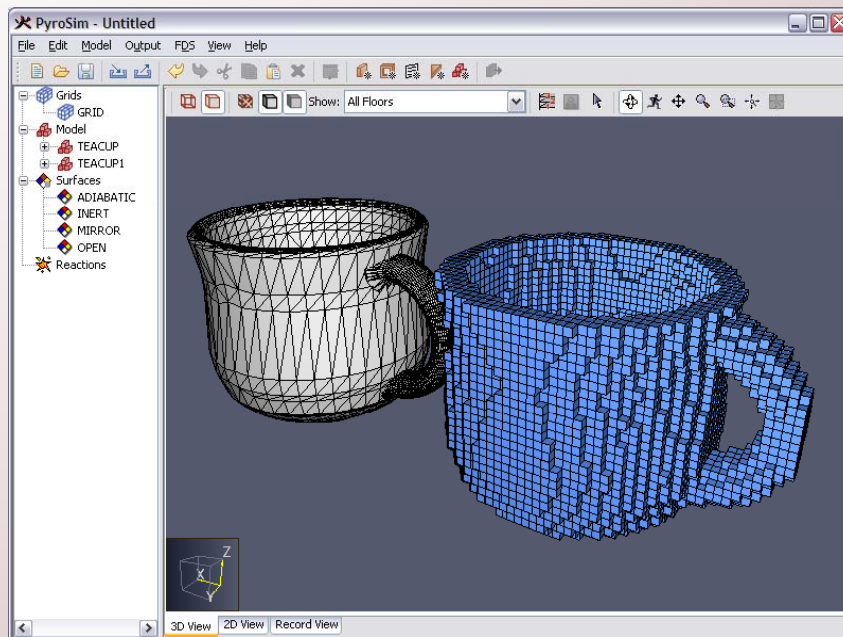 PyroSim - Untitled
File Edit Model Output FDS View Help
Show: All Floors
Grids
GRID
Model
TEACUP
TEACUP1
Surfaces
ADIABATIC
INERT
MIRROR
OPEN
Reactions
Z
X
Y
3D View 2D View Record View